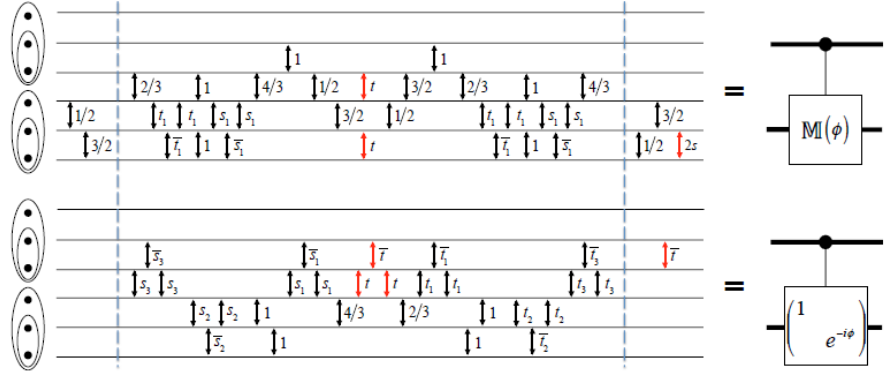 1 1
2/3 1 4/3 1/2 t 3/2 2/3 1 4/3
=
1/2 t₁ t₁ s₁ s₁ 3/2 1/2 t₁ t₁ s₁ s₁ 3/2
𝕄(ϕ)
3/2 t̅₁ 1 s̅₁ t t̅₁ 1 s̅₁ 1/2 2s
s̅₃ s̅₁ t̅ t̅₁ t̅₃ t̅
s₃ s₃ s₁ s₁ t t t₁ t₁ t₃ t₃
=
s₂ s₂ 1 4/3 2/3 1 t₂ t₂
1
e⁻ⁱᵠ
s̅₂ 1 1 t̅₂